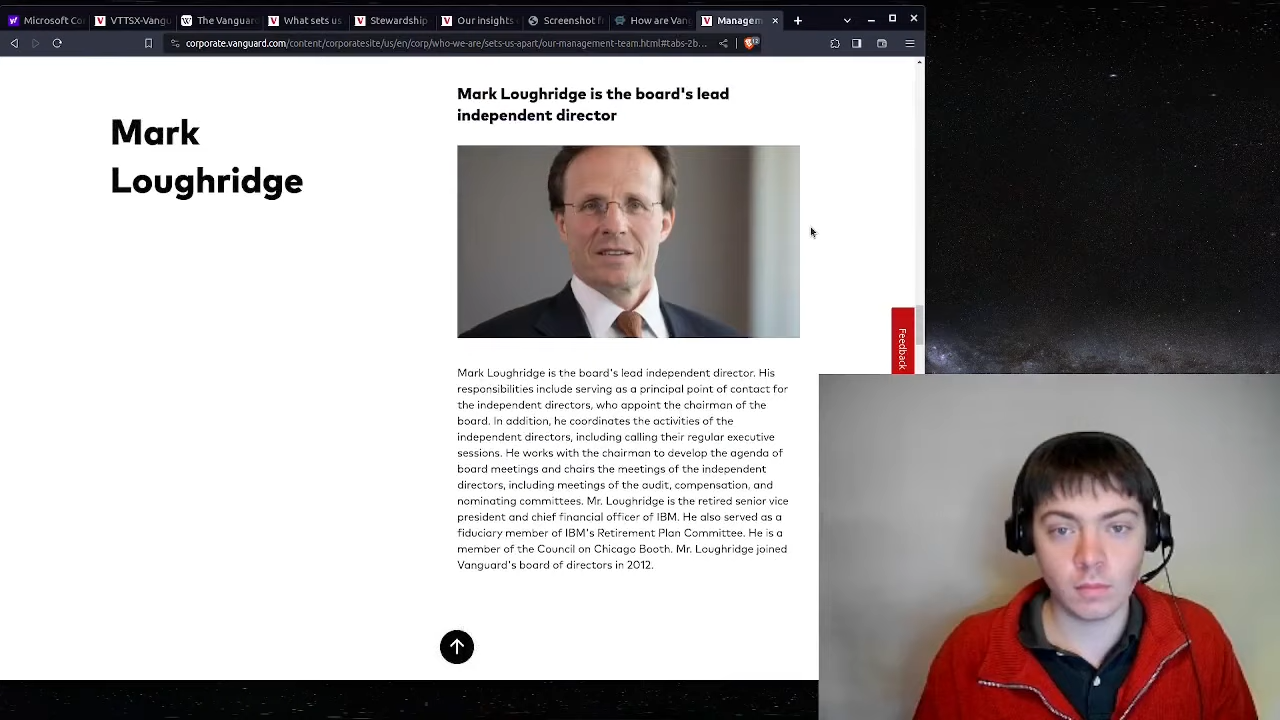 Microsoft Co
VTTSX-Vangu
The Vanguar
What sets us
Stewardship
Our insights
Screenshot f
How are Van
Managem
corporate.vanguard.com/content/corporatesite/us/en/corp/who-we-are/sets-us-apart/our-management-team.html#tabs-2b...
12
Mark
Loughridge
Mark Loughridge is the board's lead
independent director
Mark Loughridge is the board's lead independent director. His
responsibilities include serving as a principal point of contact for
the independent directors, who appoint the chairman of the
board. In addition, he coordinates the activities of the
independent directors, including calling their regular executive
sessions. He works with the chairman to develop the agenda of
board meetings and chairs the meetings of the independent
directors, including meetings of the audit, compensation, and
nominating committees. Mr. Loughridge is the retired senior vice
president and chief financial officer of IBM. He also served as a
fiduciary member of IBM's Retirement Plan Committee. He is a
member of the Council on Chicago Booth. Mr. Loughridge joined
Vanguard's board of directors in 2012.
Feedback